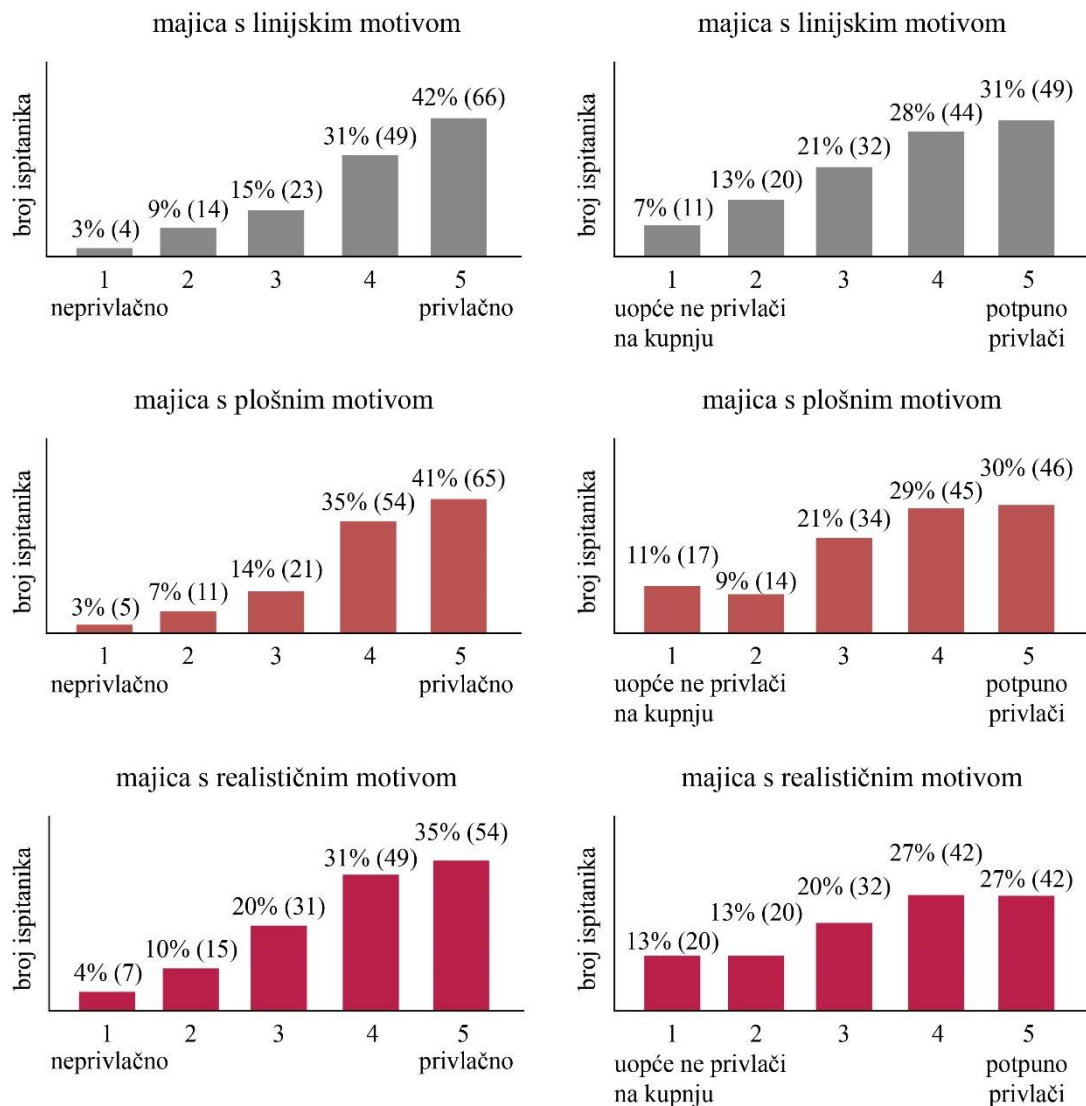 majica s linijskim motivom
broj ispitanika
3% (4)
9% (14)
15% (23)
31% (49)
42% (66)
1 2 3 4 5
neprivlačno privlačno
majica s linijskim motivom
broj ispitanika
7% (11)
13% (20)
21% (32)
28% (44)
31% (49)
1 2 3 4 5
uopće ne privlači potpuno
na kupnju privlači
majica s plošnim motivom
broj ispitanika
3% (5)
7% (11)
14% (21)
35% (54)
41% (65)
1 2 3 4 5
neprivlačno privlačno
majica s plošnim motivom
broj ispitanika
11% (17)
9% (14)
21% (34)
29% (45)
30% (46)
1 2 3 4 5
uopće ne privlači potpuno
na kupnju privlači
majica s realističnim motivom
broj ispitanika
4% (7)
10% (15)
20% (31)
31% (49)
35% (54)
1 2 3 4 5
neprivlačno privlačno
majica s realističnim motivom
broj ispitanika
13% (20)
13% (20)
20% (32)
27% (42)
27% (42)
1 2 3 4 5
uopće ne privlači potpuno
na kupnju privlači